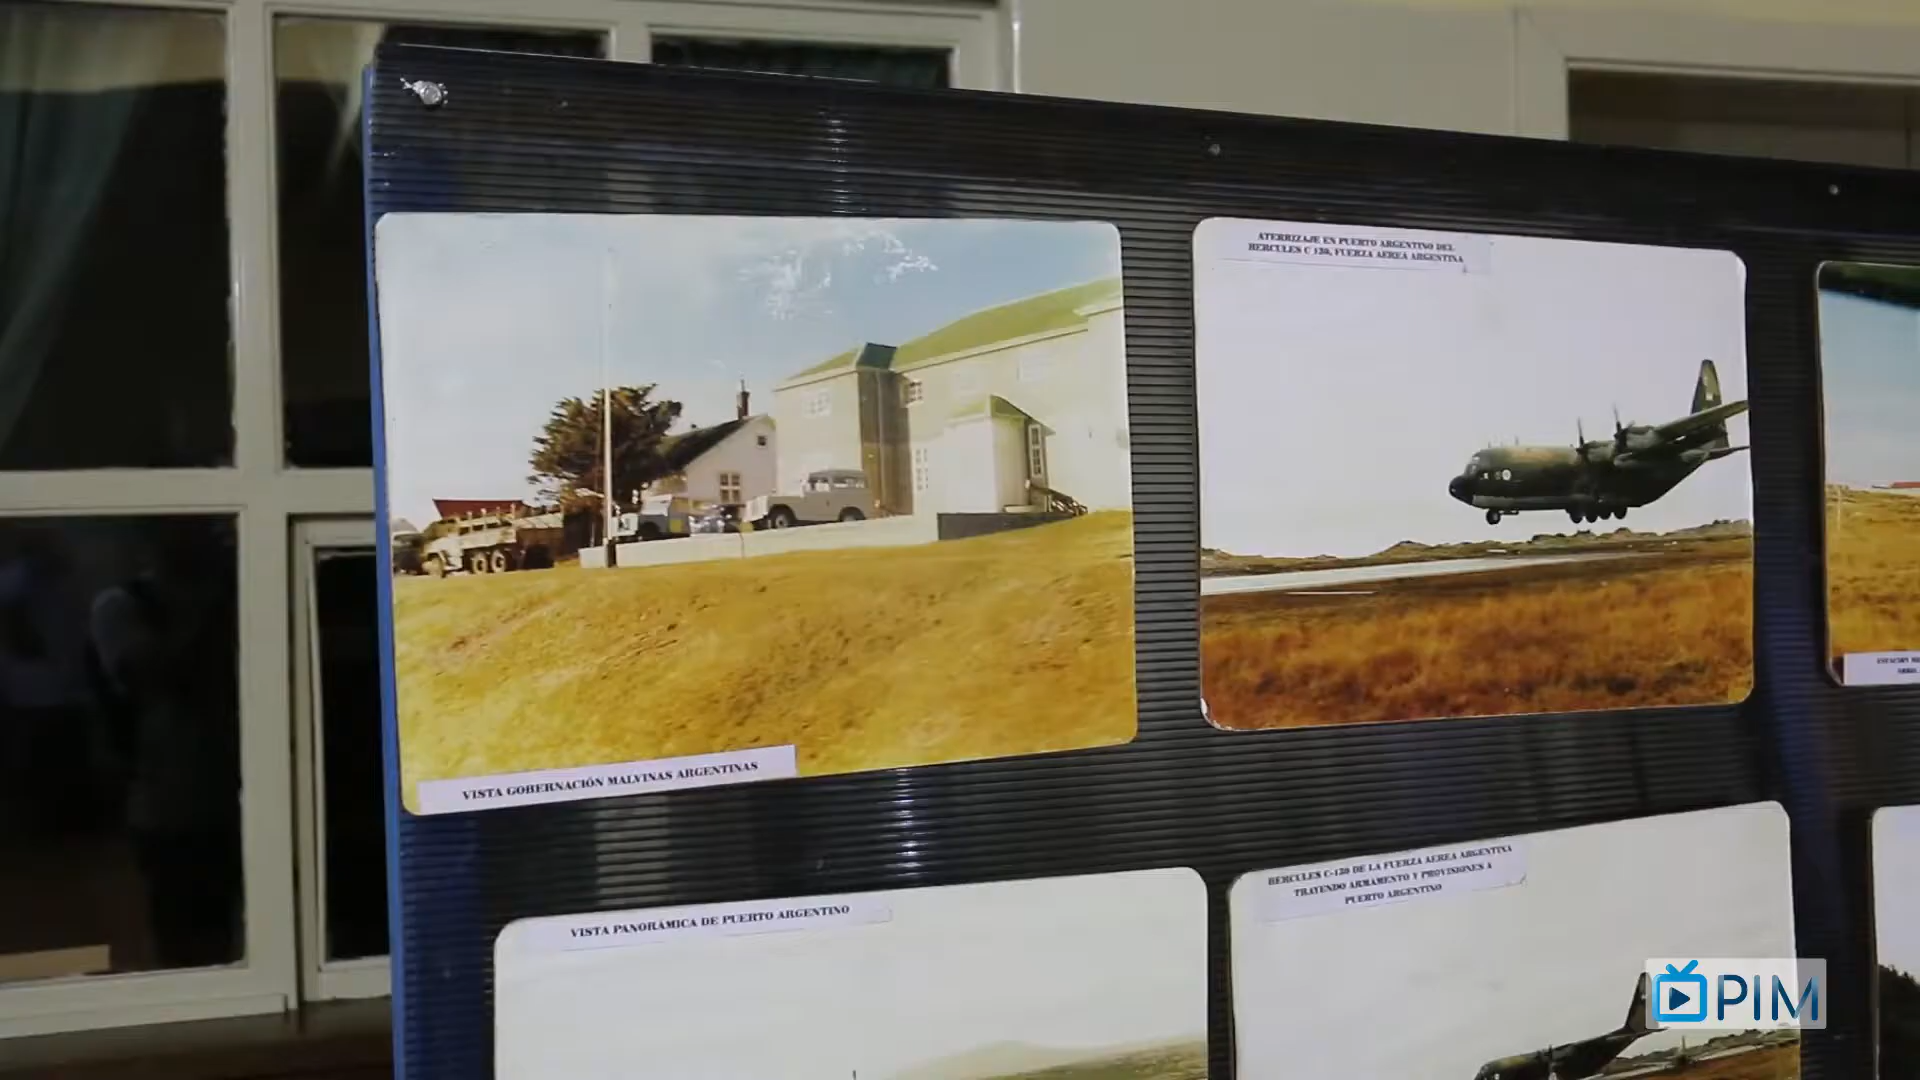 ATERRIZAJE EN PUERTO ARGENTINO DEL
HERCULES C 130, FUERZA AEREA ARGENTINA
VISTA GOBERNACIÓN MALVINAS ARGENTINAS
VISTA PANORÁMICA DE PUERTO ARGENTINO
HERCULES C-130 DE LA FUERZA AEREA ARGENTINA
TRAYENDO ARMAMENTO Y PROVISIONES A
PUERTO ARGENTINO
PIM